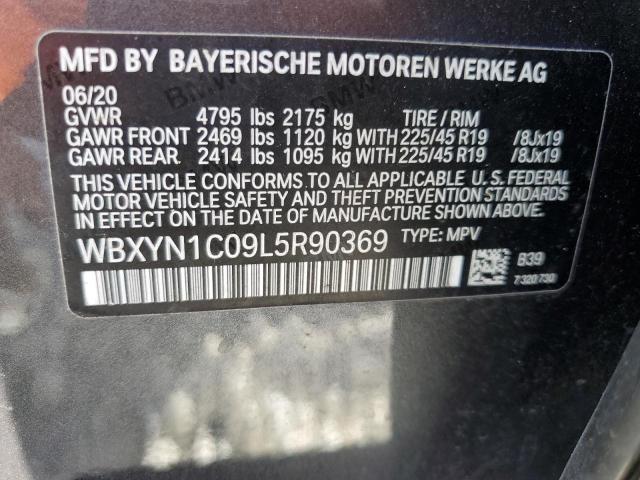 MFD BY BAYERISCHE MOTOREN WERKE AG
06/20
GVWR 4795 lbs 2175 kg TIRE / RIM
GAWR FRONT 2469 lbs 1120 kg WITH 225/45 R19 /8Jx19
GAWR REAR 2414 lbs 1095 kg WITH 225/45 R19 /8Jx19
THIS VEHICLE CONFORMS TO ALL APPLICABLE U.S. FEDERAL
MOTOR VEHICLE SAFETY AND THEFT PREVENTION STANDARDS
IN EFFECT ON THE DATE OF MANUFACTURE SHOWN ABOVE.
WBXYN1C09L5R90369 TYPE: MPV
B39
7 320 730